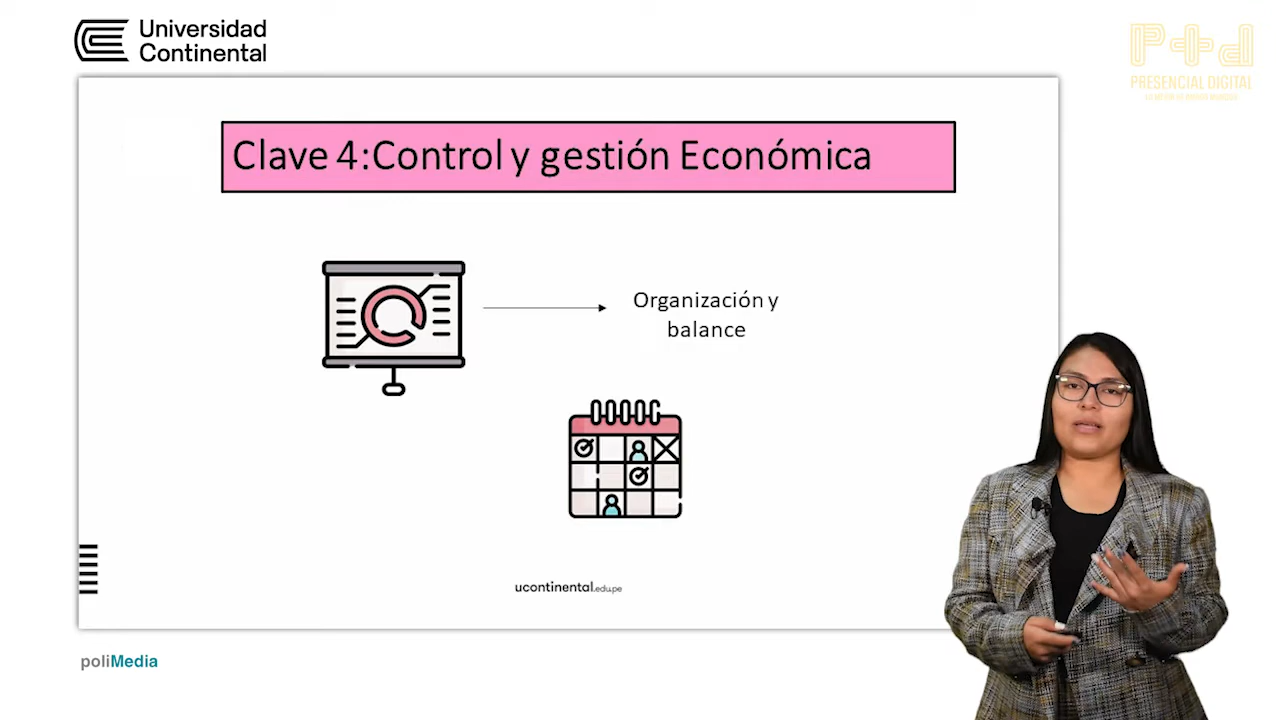 Universidad
Continental
P+d
PRESENCIAL DIGITAL
Clave 4:Control y gestión Económica
Organización y
balance
ucontinental.edu.pe
poliMedia